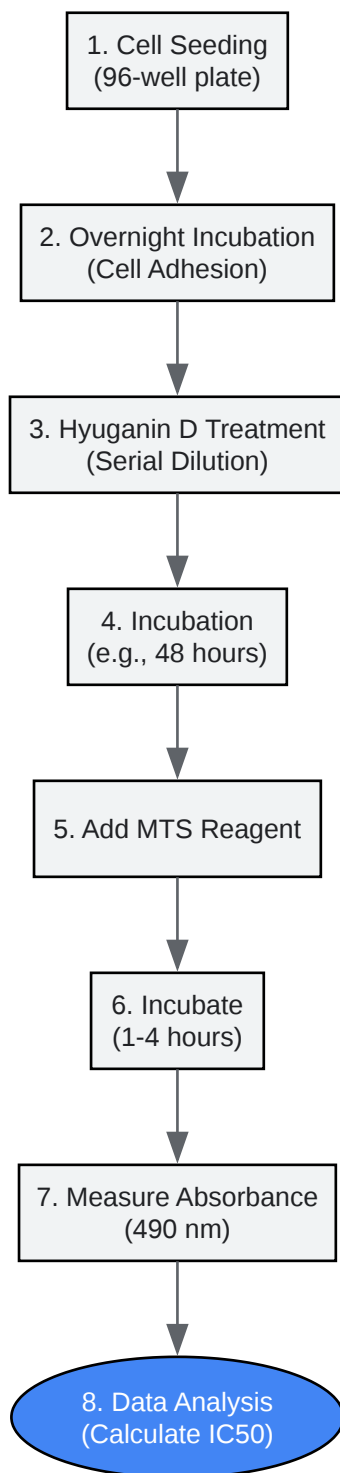 1. Cell Seeding
(96-well plate)
2. Overnight Incubation
(Cell Adhesion)
3. Hyuganin D Treatment
(Serial Dilution)
4. Incubation
(e.g., 48 hours)
5. Add MTS Reagent
6. Incubate
(1-4 hours)
7. Measure Absorbance
(490 nm)
8. Data Analysis
(Calculate IC50)